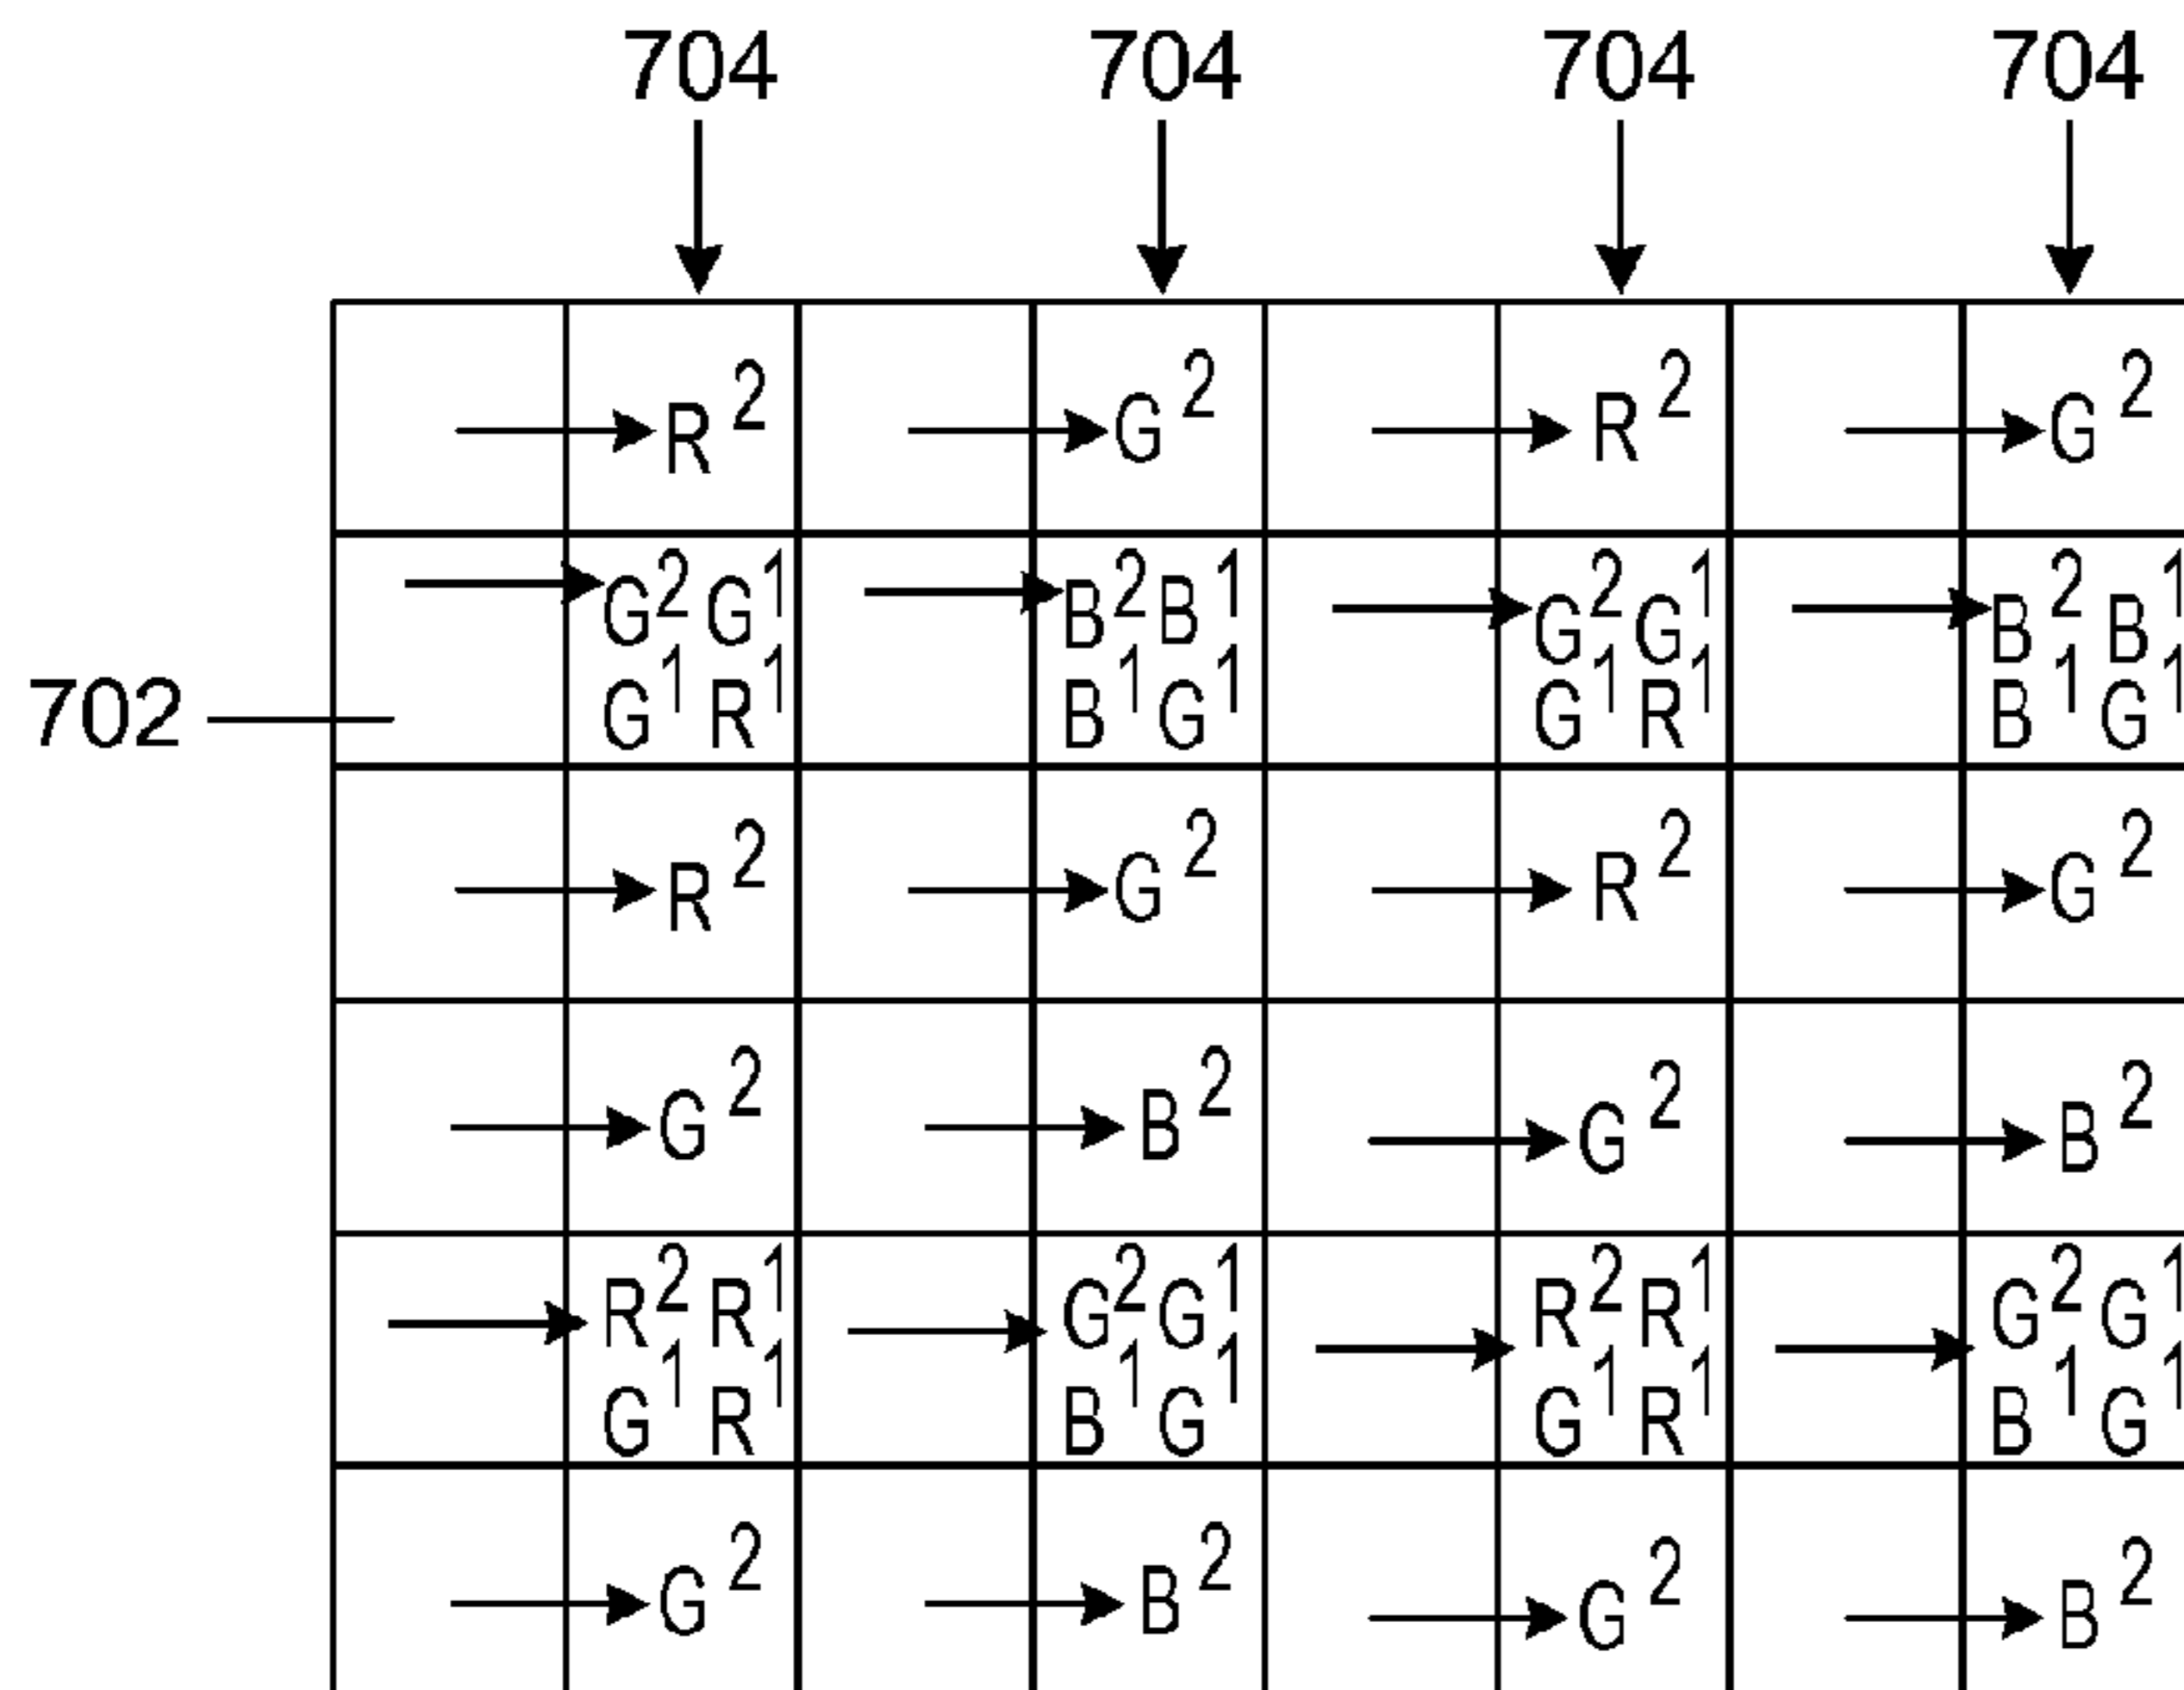 704 704 704 704
R² G² R² G²
G²G¹ B²B¹ G²G¹ B²B¹
G¹R¹ B¹G¹ G¹R¹ B¹G¹
702
R² G² R² G²
G² B² G² B²
R²R¹ G²G¹ R²R¹ G²G¹
G¹R¹ B¹G¹ G¹R¹ B¹G¹
G² B² G² B²